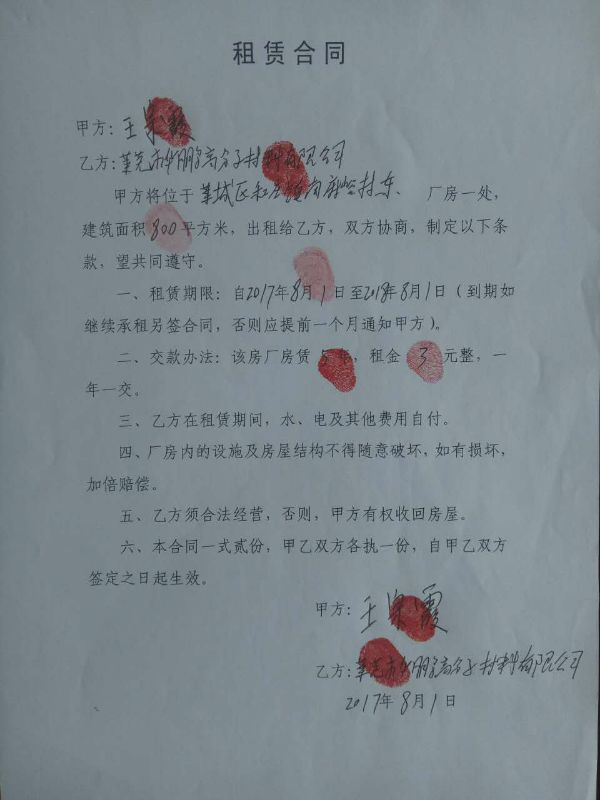 租赁合同
甲方：王宋霞
乙方：莱芜市华鹏高分子材料有限公司
甲方将位于莱城区和庄镇 村东、厂房一处，
建筑面积800平方米，出租给乙方，双方协商，制定以下条
款，望共同遵守。
一、租赁期限：自2017年8月1日至2018年8月1日（到期如
继续承租另签合同，否则应提前一个月通知甲方）。
二、交款办法：该房厂房赁5年，租金3元整，一
年一交。
三、乙方在租赁期间，水、电及其他费用自付。
四、厂房内的设施及房屋结构不得随意破坏，如有损坏，
加倍赔偿。
五、乙方须合法经营，否则，甲方有权收回房屋。
六、本合同一式贰份，甲乙双方各执一份，自甲乙双方
签定之日起生效。
甲方：王宋霞
乙方：莱芜市华鹏高分子材料有限公司
2017年8月1日